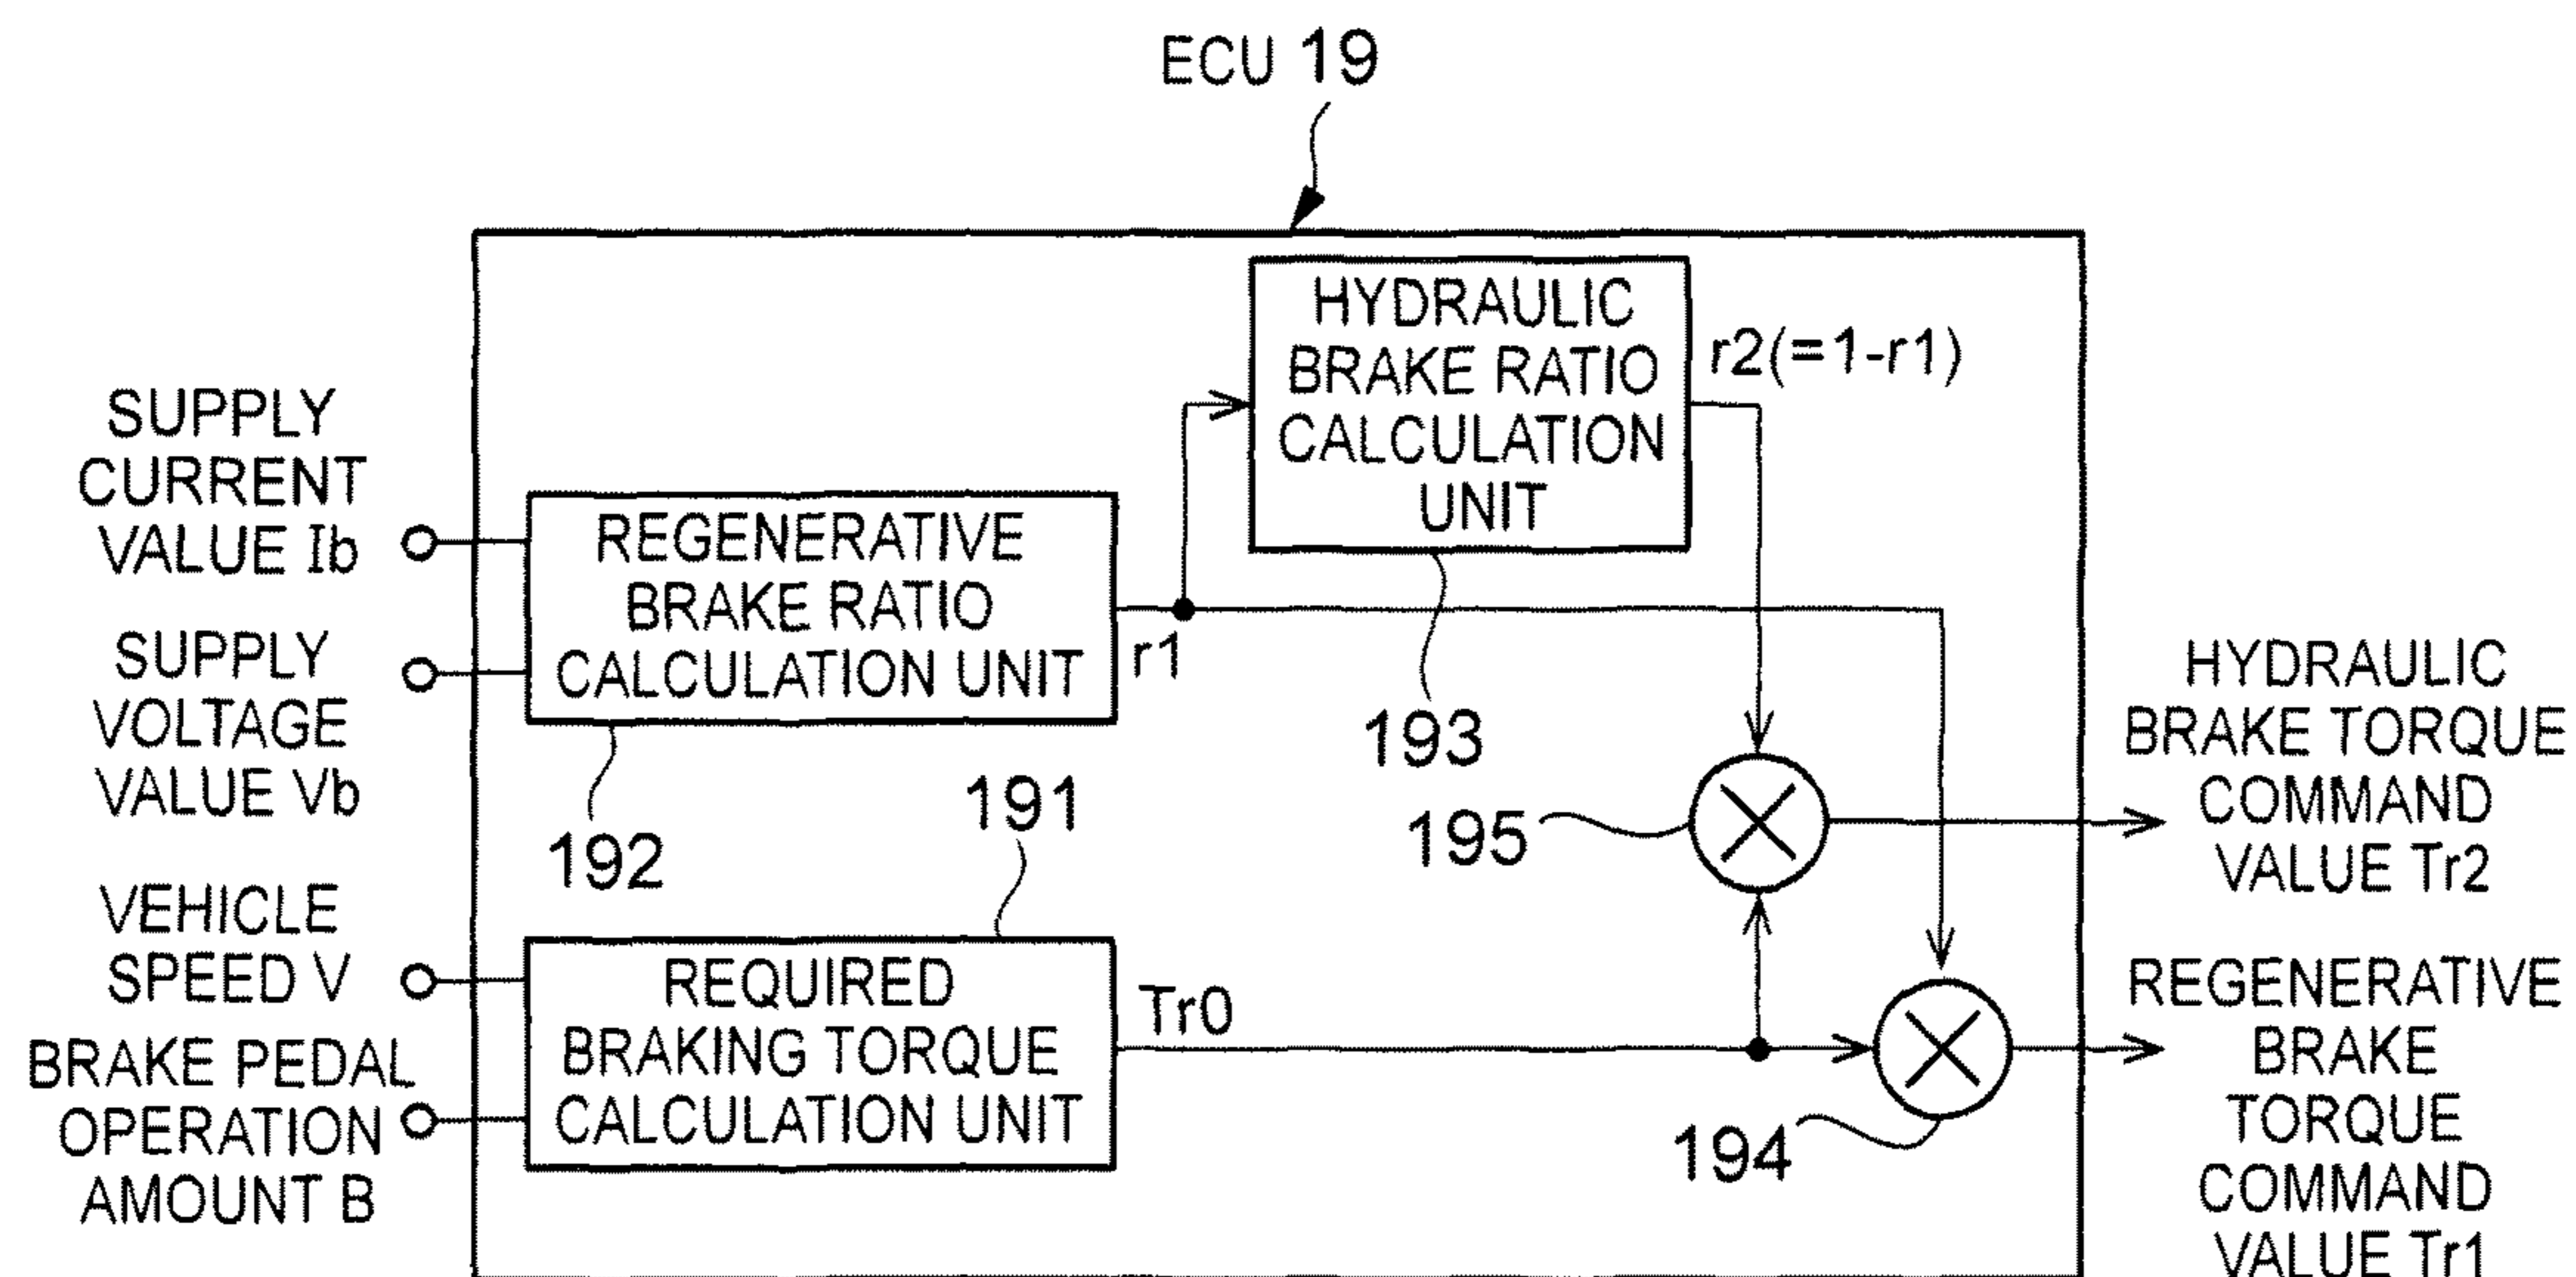 ECU 19
HYDRAULIC
BRAKE RATIO
CALCULATION
UNIT
r2(=1-r1)
SUPPLY
CURRENT
VALUE Ib
REGENERATIVE
BRAKE RATIO
CALCULATION UNIT
r1
193
SUPPLY
VOLTAGE
VALUE Vb
192
191
195
HYDRAULIC
BRAKE TORQUE
COMMAND
VALUE Tr2
VEHICLE
SPEED V
BRAKE PEDAL
OPERATION
AMOUNT B
REQUIRED
BRAKING TORQUE
CALCULATION UNIT
Tr0
194
REGENERATIVE
BRAKE
TORQUE
COMMAND
VALUE Tr1